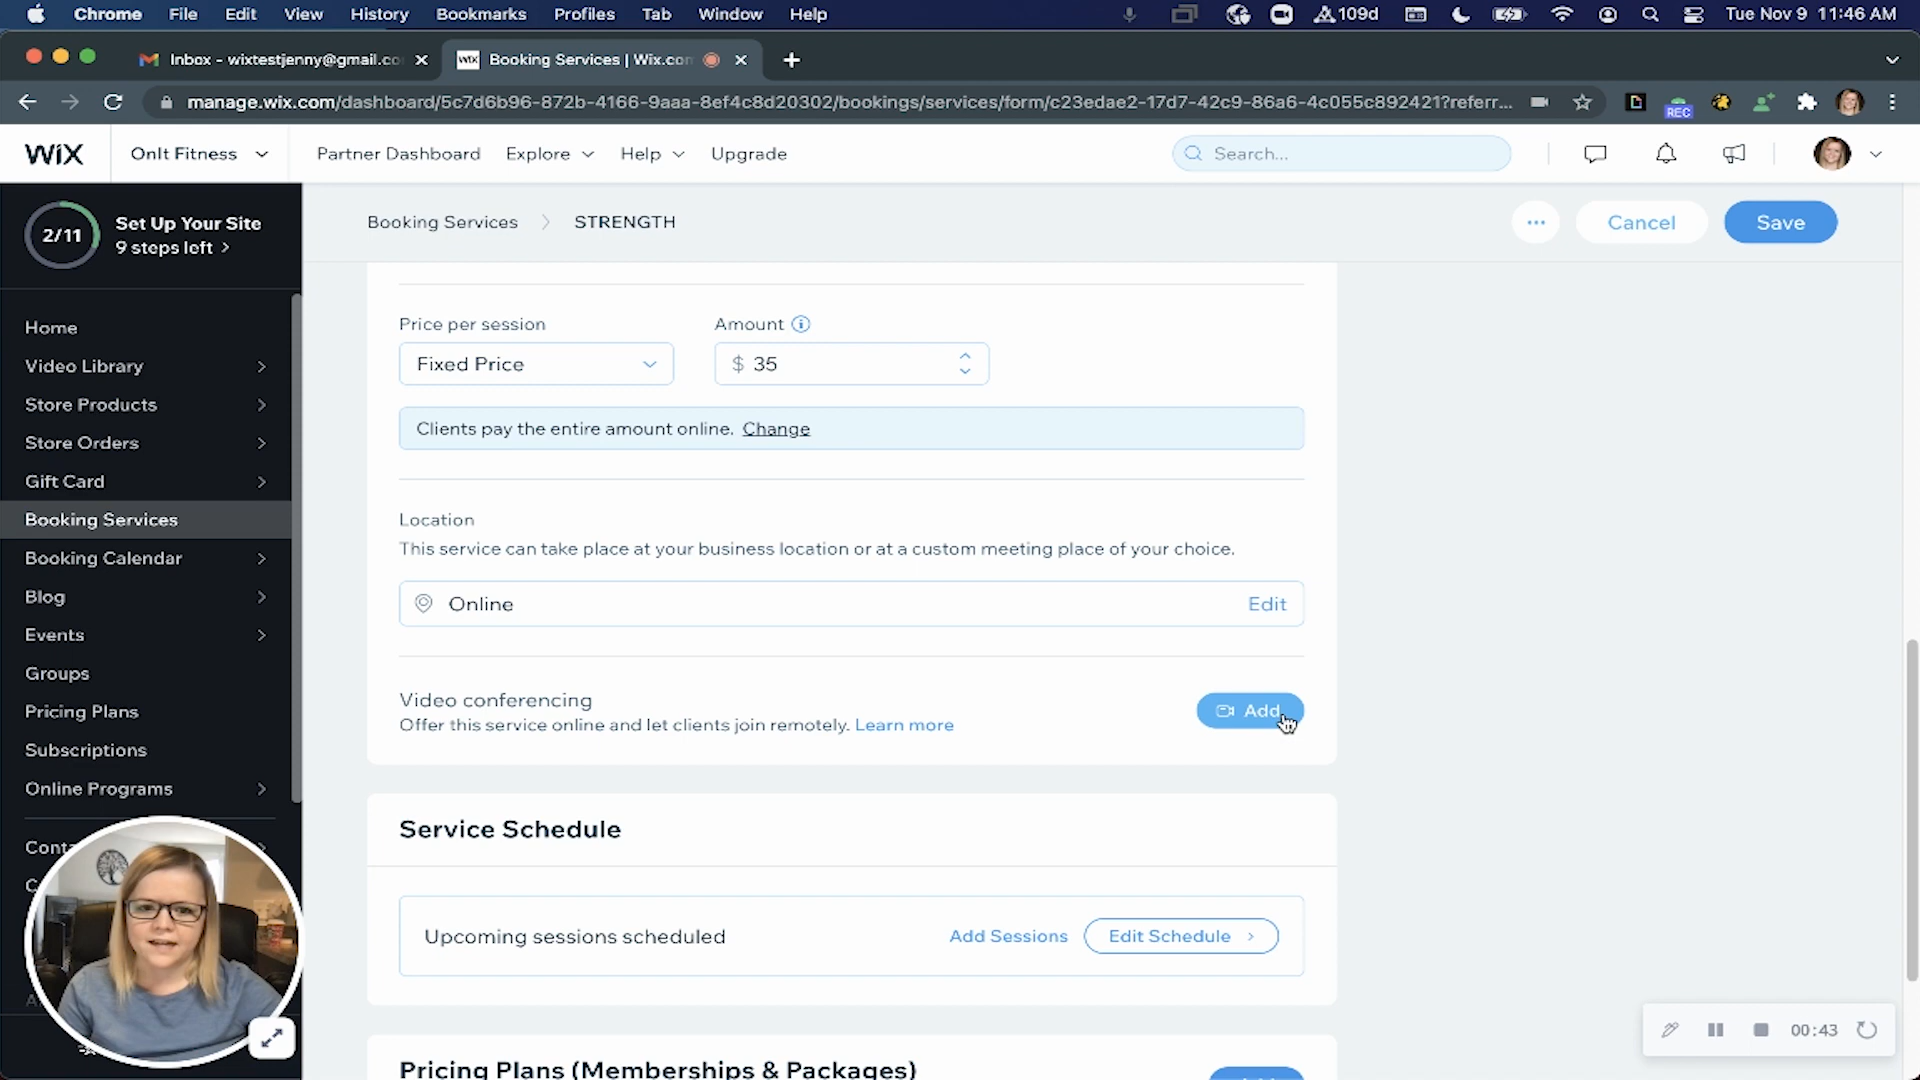 Chrome File Edit View History Bookmarks Profiles Tab Window Help 109d Tue Nov 9 11:46 AM
Inbox - wixtestjenny@gmail.co
WIX Booking Services | Wix.com
manage.wix.com/dashboard/5c7d6b96-872b-4166-9aaa-8ef4c8d20302/bookings/services/form/c23edae2-17d7-42c9-86a6-4c055c892421?referr... REC
WIX OnIt Fitness Partner Dashboard Explore Help Upgrade Search...
2/11 Set Up Your Site
9 steps left >
Booking Services > STRENGTH ... Cancel Save
Home
Video Library
Store Products
Store Orders
Gift Card
Booking Services
Booking Calendar
Blog
Events
Groups
Pricing Plans
Subscriptions
Online Programs
Conta
Price per session Amount
Fixed Price $ 35
Clients pay the entire amount online. Change
Location
This service can take place at your business location or at a custom meeting place of your choice.
Online Edit
Video conferencing
Offer this service online and let clients join remotely. Learn more
Add
Service Schedule
Upcoming sessions scheduled Add Sessions Edit Schedule >
Pricing Plans (Memberships & Packages)
00:43